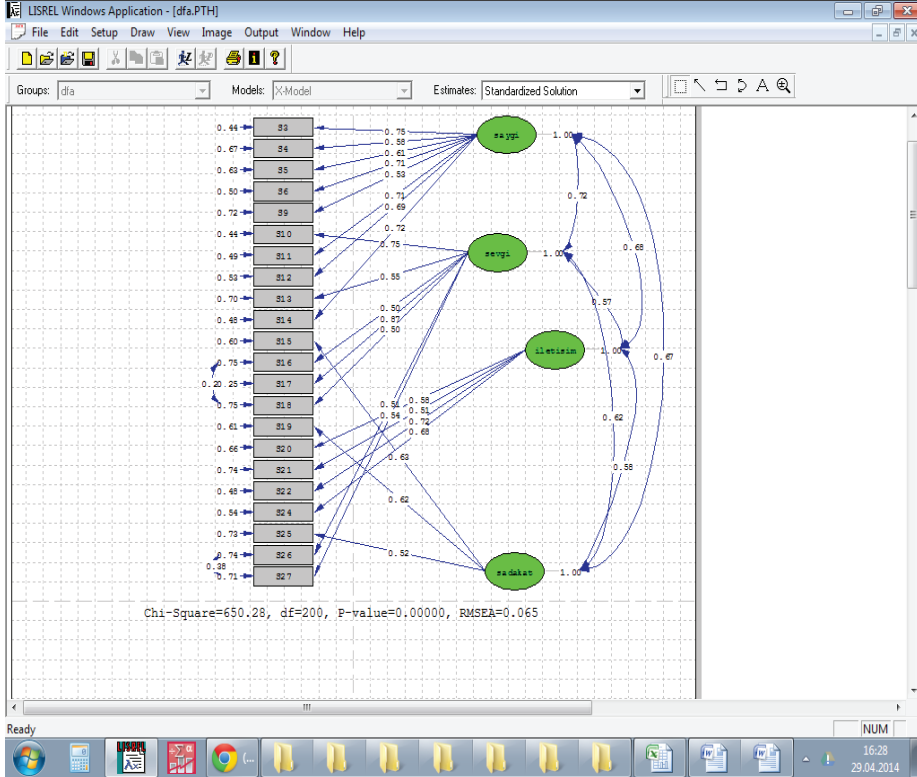 LISREL Windows Application - [dfa.PTH]
File Edit Setup Draw View Image Output Window Help
Groups: dfa Models: X-Model Estimates: Standardized Solution
0.44 S3
0.67 S4
0.63 S5
0.50 S6
0.72 S9
0.44 S10
0.49 S11
0.53 S12
0.70 S13
0.48 S14
0.60 S15
0.75 S16
0.20 0.25 S17
0.75 S18
0.61 S19
0.66 S20
0.74 S21
0.48 S22
0.54 S24
0.73 S25
0.74 S26
0.38
0.71 S27
0.75
0.58
0.61
0.71
0.53
0.71
0.69
0.72
0.75
0.55
0.50
0.87
0.50
0.51
0.54
0.58
0.51
0.72
0.68
0.63
0.62
0.52
saygi 1.00
sevgi 1.00
iletisim 1.00
sadakat 1.00
0.72
0.68
0.57
0.67
0.62
0.58
Chi-Square=650.28, df=200, P-value=0.00000, RMSEA=0.065
Ready
NUM
LISREL
16:28
29.04.2014